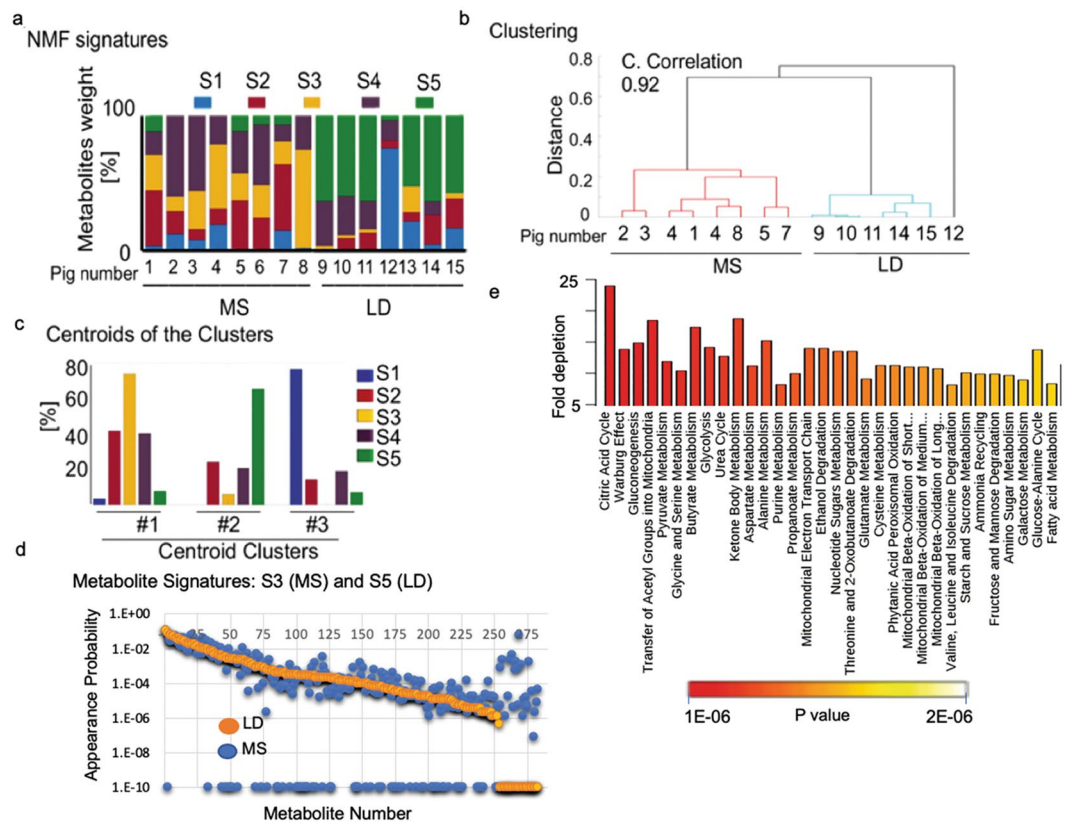 a
NMF signatures
S1 S2 S3 S4 S5
Metabolites weight
[%]
100
0
Pig number
1 2 3 4 5 6 7 8 9 10 11 12 13 14 15
MS LD
b
Clustering
C. Correlation
0.92
Distance
0.8
0.6
0.4
0.2
0
Pig number
2 3 4 1 4 8 5 7 9 10 11 14 15 12
MS LD
c
Centroids of the Clusters
[%]
80
60
40
20
S1
S2
S3
S4
S5
#1 #2 #3
Centroid Clusters
d
Metabolite Signatures: S3 (MS) and S5 (LD)
Appearance Probability
1.E+00
1.E-02
1.E-04
1.E-06
1.E-08
1.E-10
25 50 75 100 125 150 175 200 225 250 275
LD
MS
Metabolite Number
e
Fold depletion
25
5
Citric Acid Cycle
Warburg Effect
Gluconeogenesis
Transfer of Acetyl Groups into Mitochondria
Pyruvate Metabolism
Glycine and Serine Metabolism
Butyrate Metabolism
Glycolysis
Urea Cycle
Ketone Body Metabolism
Aspartate Metabolism
Alanine Metabolism
Purine Metabolism
Propanoate Metabolism
Mitochondrial Electron Transport Chain
Ethanol Degradation
Nucleotide Sugars Metabolism
Threonine and 2-Oxobutanoate Degradation
Glutamate Metabolism
Cysteine Metabolism
Phytanic Acid Peroxisomal Oxidation
Mitochondrial Beta-Oxidation of Short...
Mitochondrial Beta-Oxidation of Medium...
Mitochondrial Beta-Oxidation of Long...
Valine, Leucine and Isoleucine Degradation
Starch and Sucrose Metabolism
Ammonia Recycling
Fructose and Mannose Degradation
Amino Sugar Metabolism
Galactose Metabolism
Glucose-Alanine Cycle
Fatty acid Metabolism
1E-06 P value 2E-06